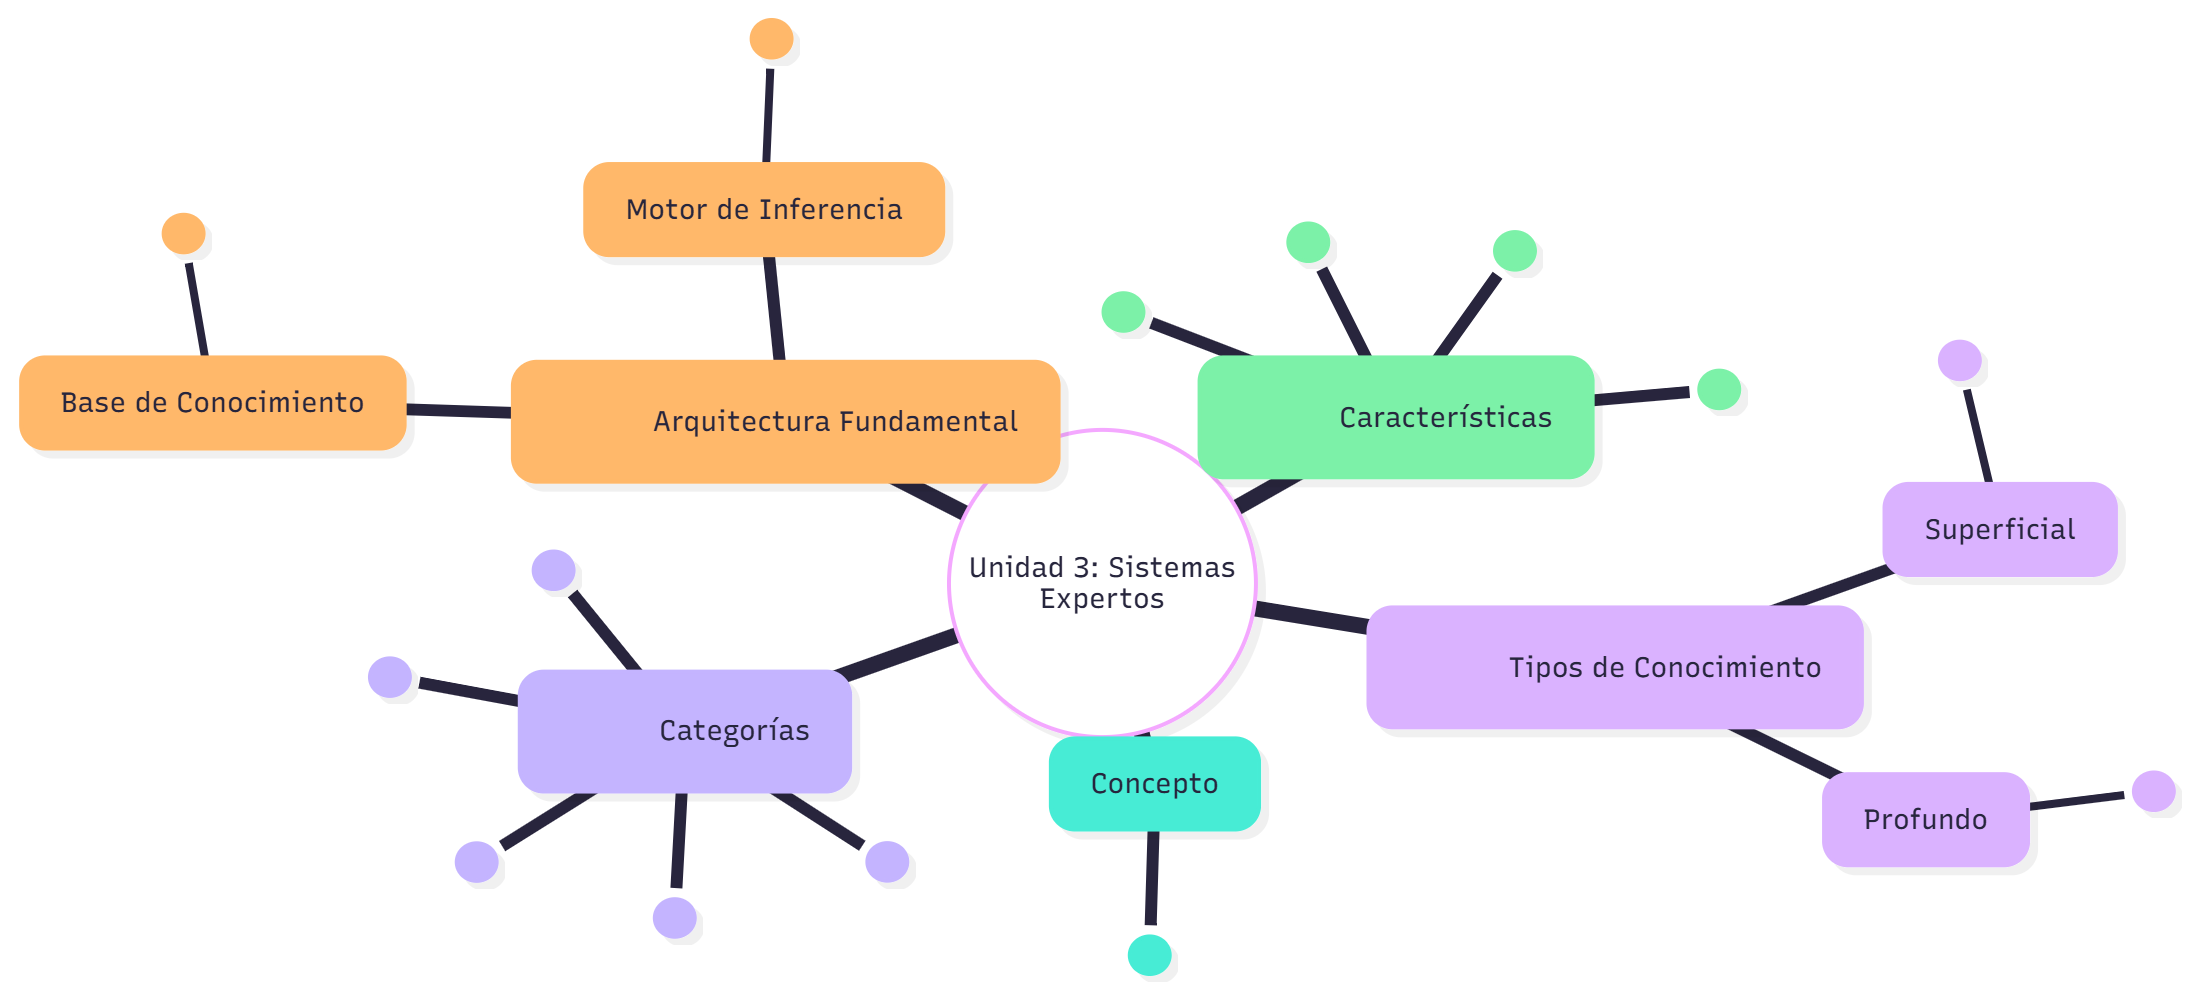 Motor de Inferencia
Base de Conocimiento
Arquitectura Fundamental
Características
Superficial
Unidad 3: Sistemas
Expertos
Tipos de Conocimiento
Categorías
Concepto
Profundo